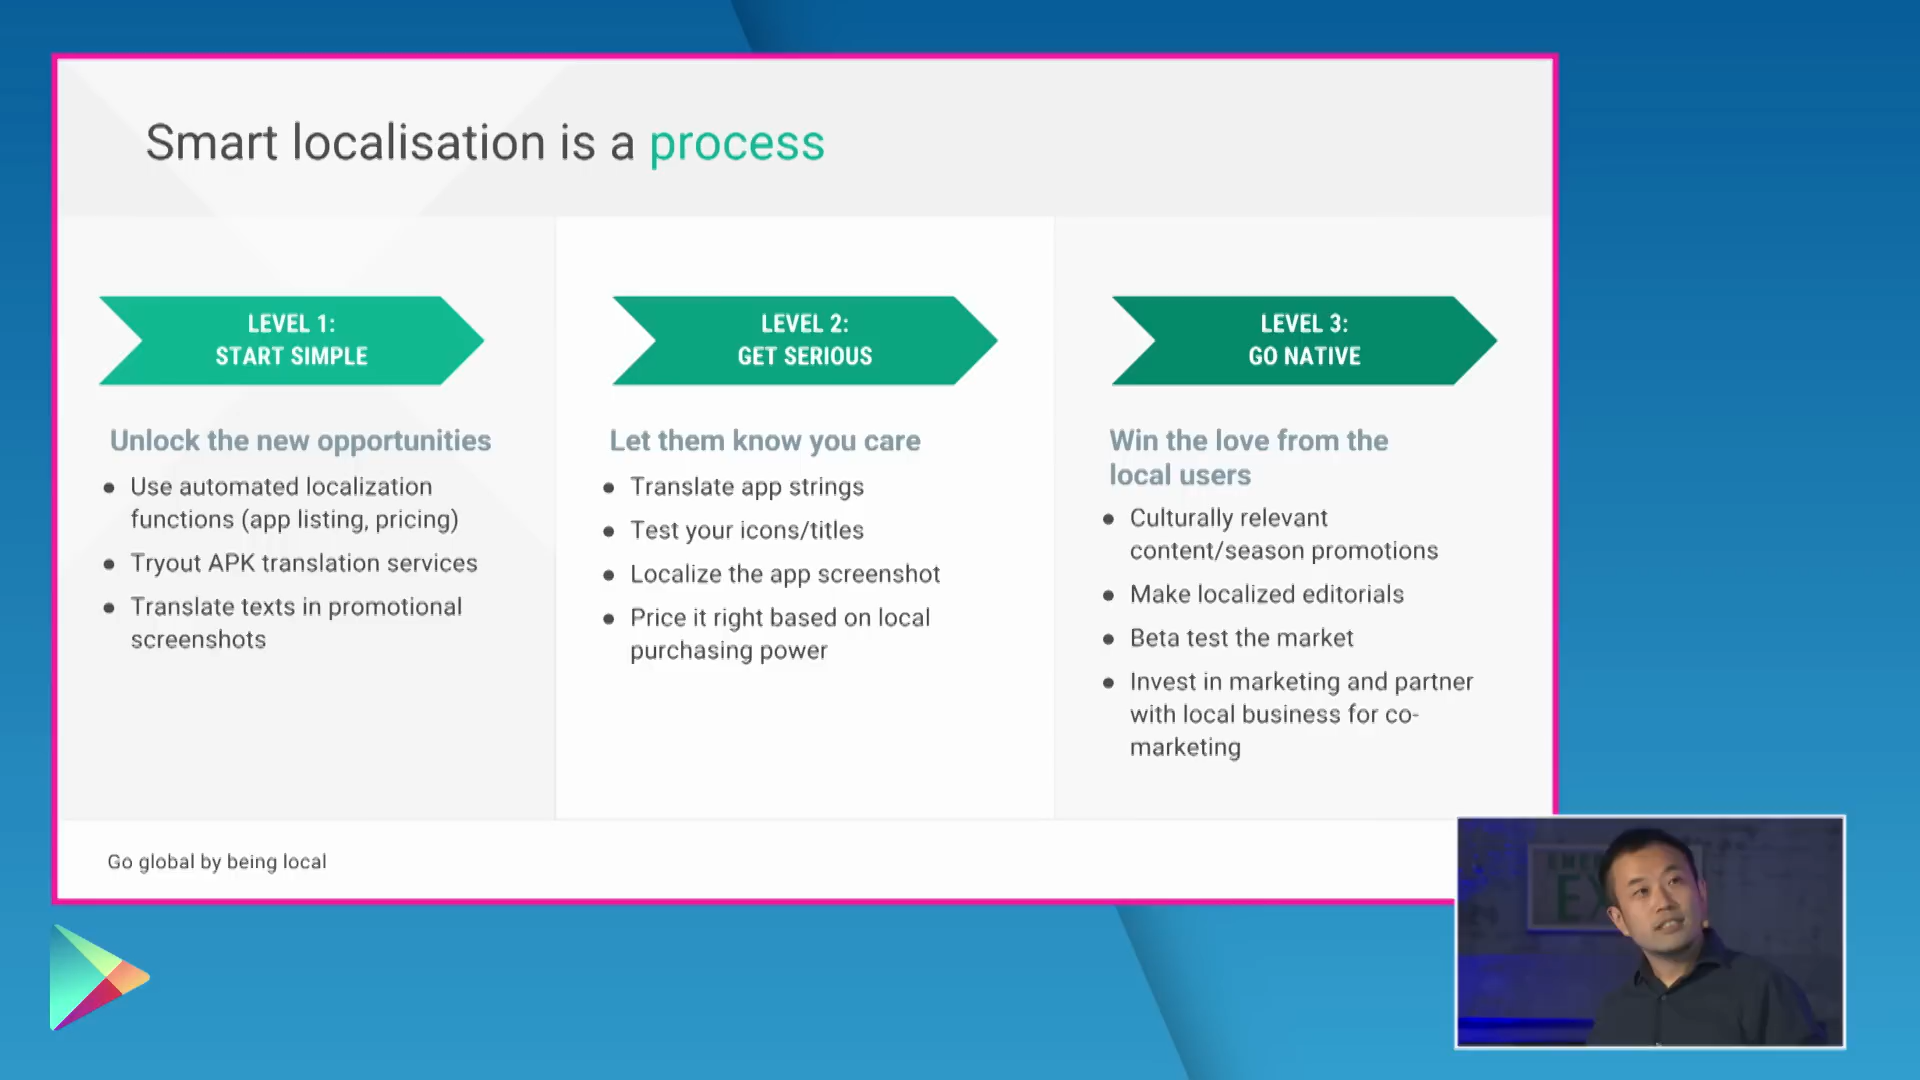 Smart localisation is a process
LEVEL 1:
START SIMPLE
Unlock the new opportunities
● Use automated localization
functions (app listing, pricing)
● Tryout APK translation services
● Translate texts in promotional
screenshots
LEVEL 2:
GET SERIOUS
Let them know you care
● Translate app strings
● Test your icons/titles
● Localize the app screenshot
● Price it right based on local
purchasing power
LEVEL 3:
GO NATIVE
Win the love from the
local users
● Culturally relevant
content/season promotions
● Make localized editorials
● Beta test the market
● Invest in marketing and partner
with local business for co-
marketing
Go global by being local